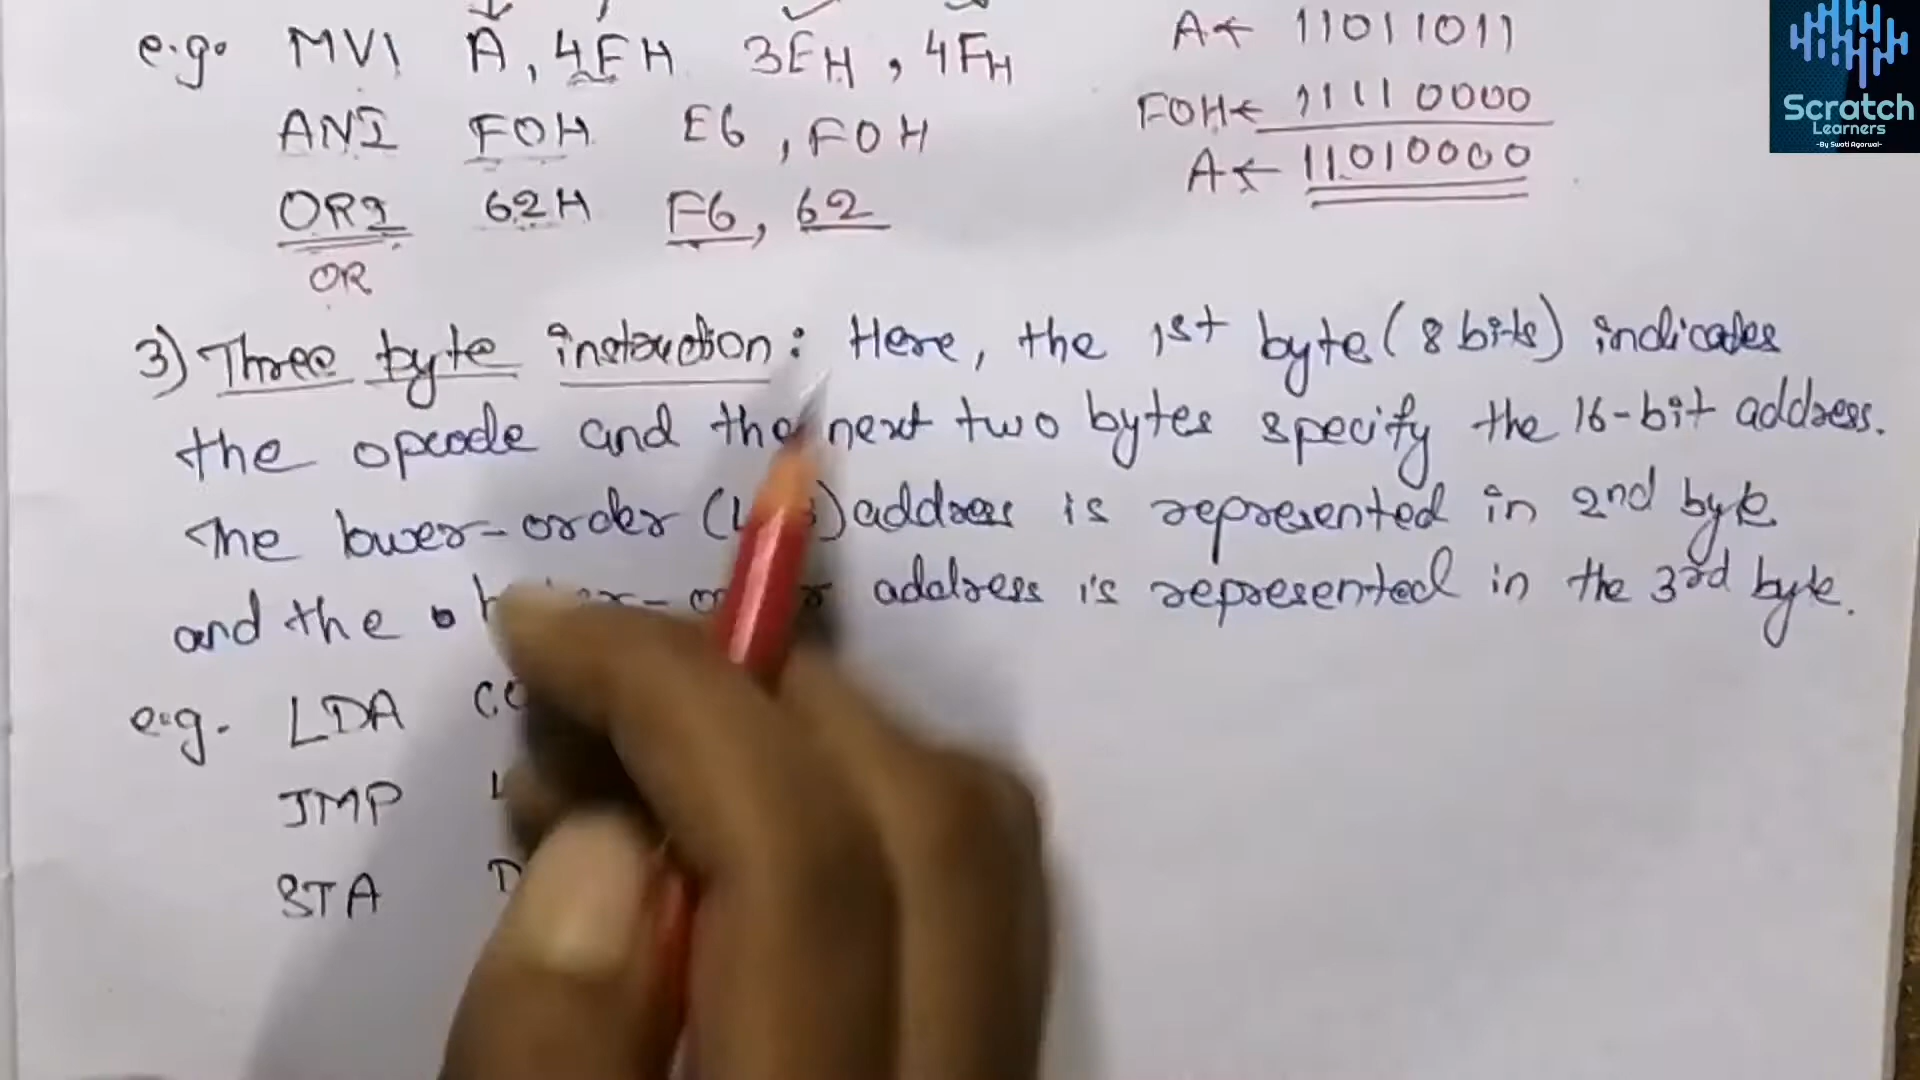 e.g. MVI A, 4FH 3EH, 4FH
ANI F0H E6, F0H
ORI 62H F6, 62
OR
A← 11011011
F0H← 11110000
A← 11010000
3) Three byte instruction: Here, the 1st byte (8 bits) indicates
the opcode and the next two bytes specify the 16-bit address.
The lower-order address is represented in 2nd byte
and the address is represented in the 3rd byte.
e.g. LDA
JMP
STA
Scratch
Learners
-By Swati Agarwal-